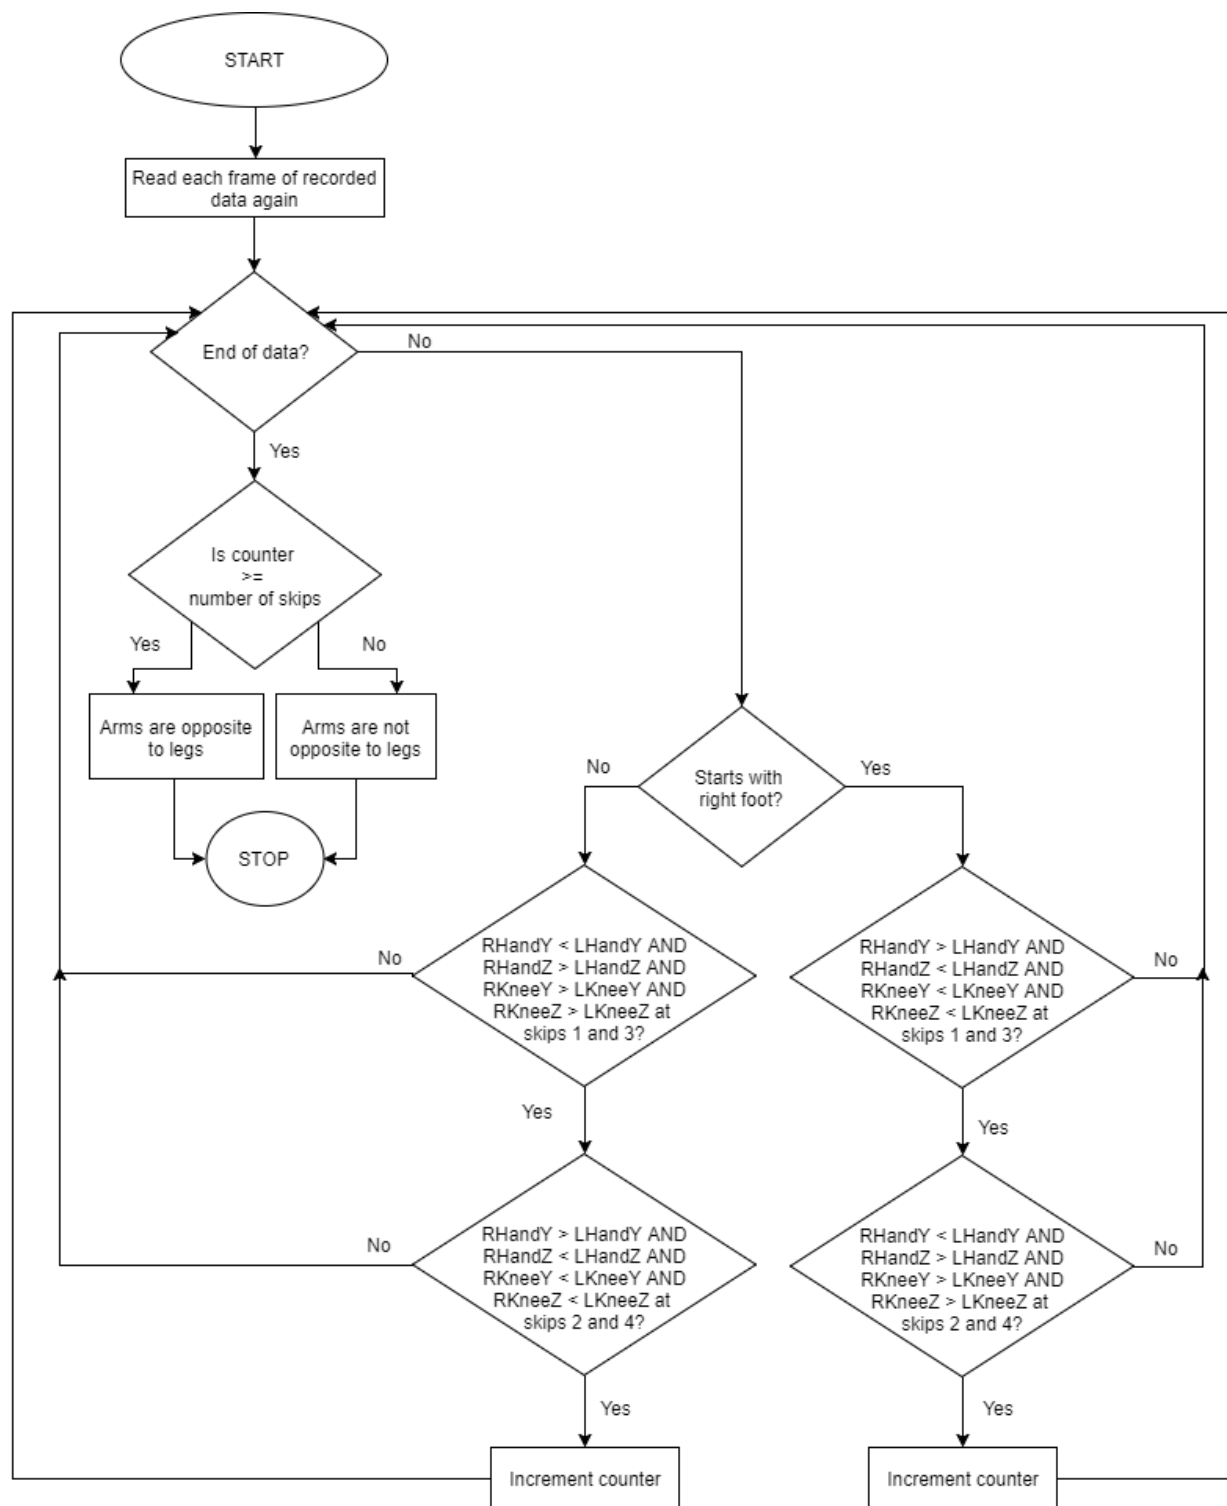 START
Read each frame of recorded
data again
End of data?
No
Yes
Is counter
>=
number of skips
Yes
No
Arms are opposite
to legs
Arms are not
opposite to legs
STOP
Starts with
right foot?
No
Yes
RHandY < LHandY AND
RHandZ > LHandZ AND
RKneeY > LKneeY AND
RKneeZ > LKneeZ at
skips 1 and 3?
No
Yes
RHandY > LHandY AND
RHandZ < LHandZ AND
RKneeY < LKneeY AND
RKneeZ < LKneeZ at
skips 1 and 3?
No
Yes
RHandY > LHandY AND
RHandZ < LHandZ AND
RKneeY < LKneeY AND
RKneeZ < LKneeZ at
skips 2 and 4?
No
Yes
RHandY < LHandY AND
RHandZ > LHandZ AND
RKneeY > LKneeY AND
RKneeZ > LKneeZ at
skips 2 and 4?
No
Yes
Increment counter
Increment counter